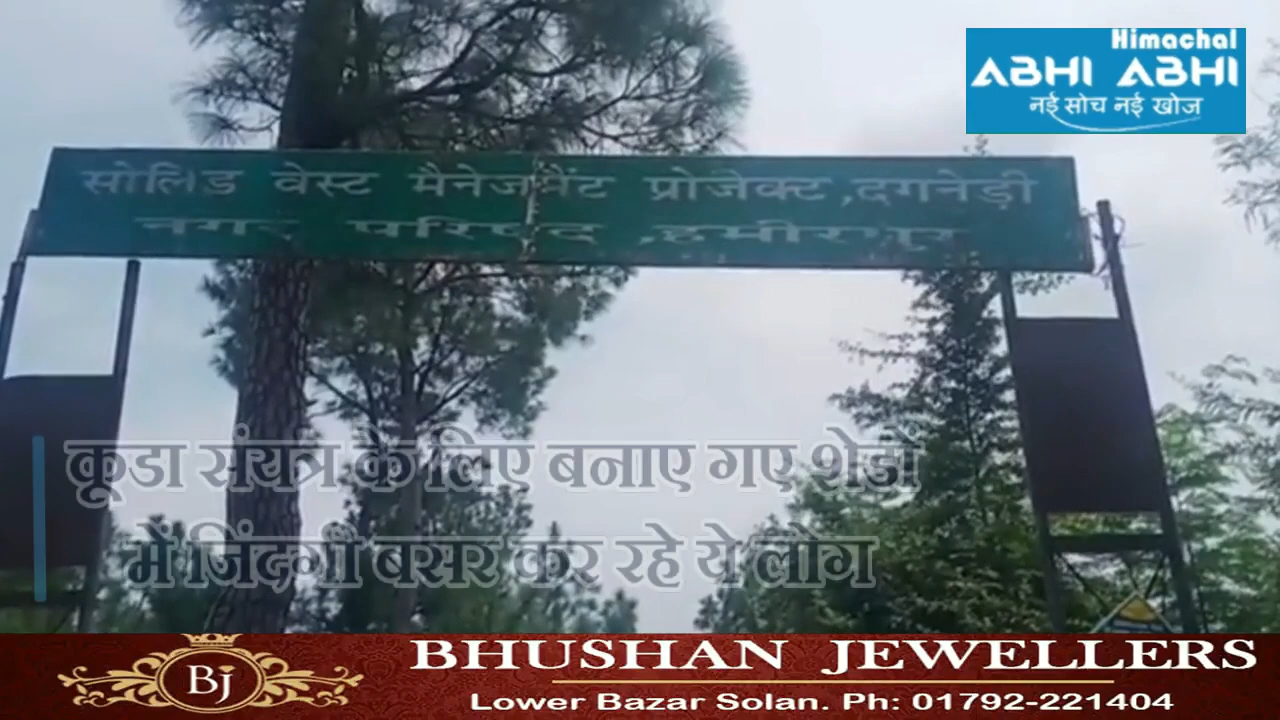 Himachal
ABHI ABHI
नई सोच नई खोज
सोलिड वेस्ट मैनेजमैंट प्रोजेक्ट,दगनेड़ी
नगर परिषद ,हमीरपुर
कूडा संयत्र के लिए बनाए गए शेडों
में जिंदगी बसर कर रहे ये लोग
BJ
BHUSHAN JEWELLERS
Lower Bazar Solan. Ph: 01792-221404